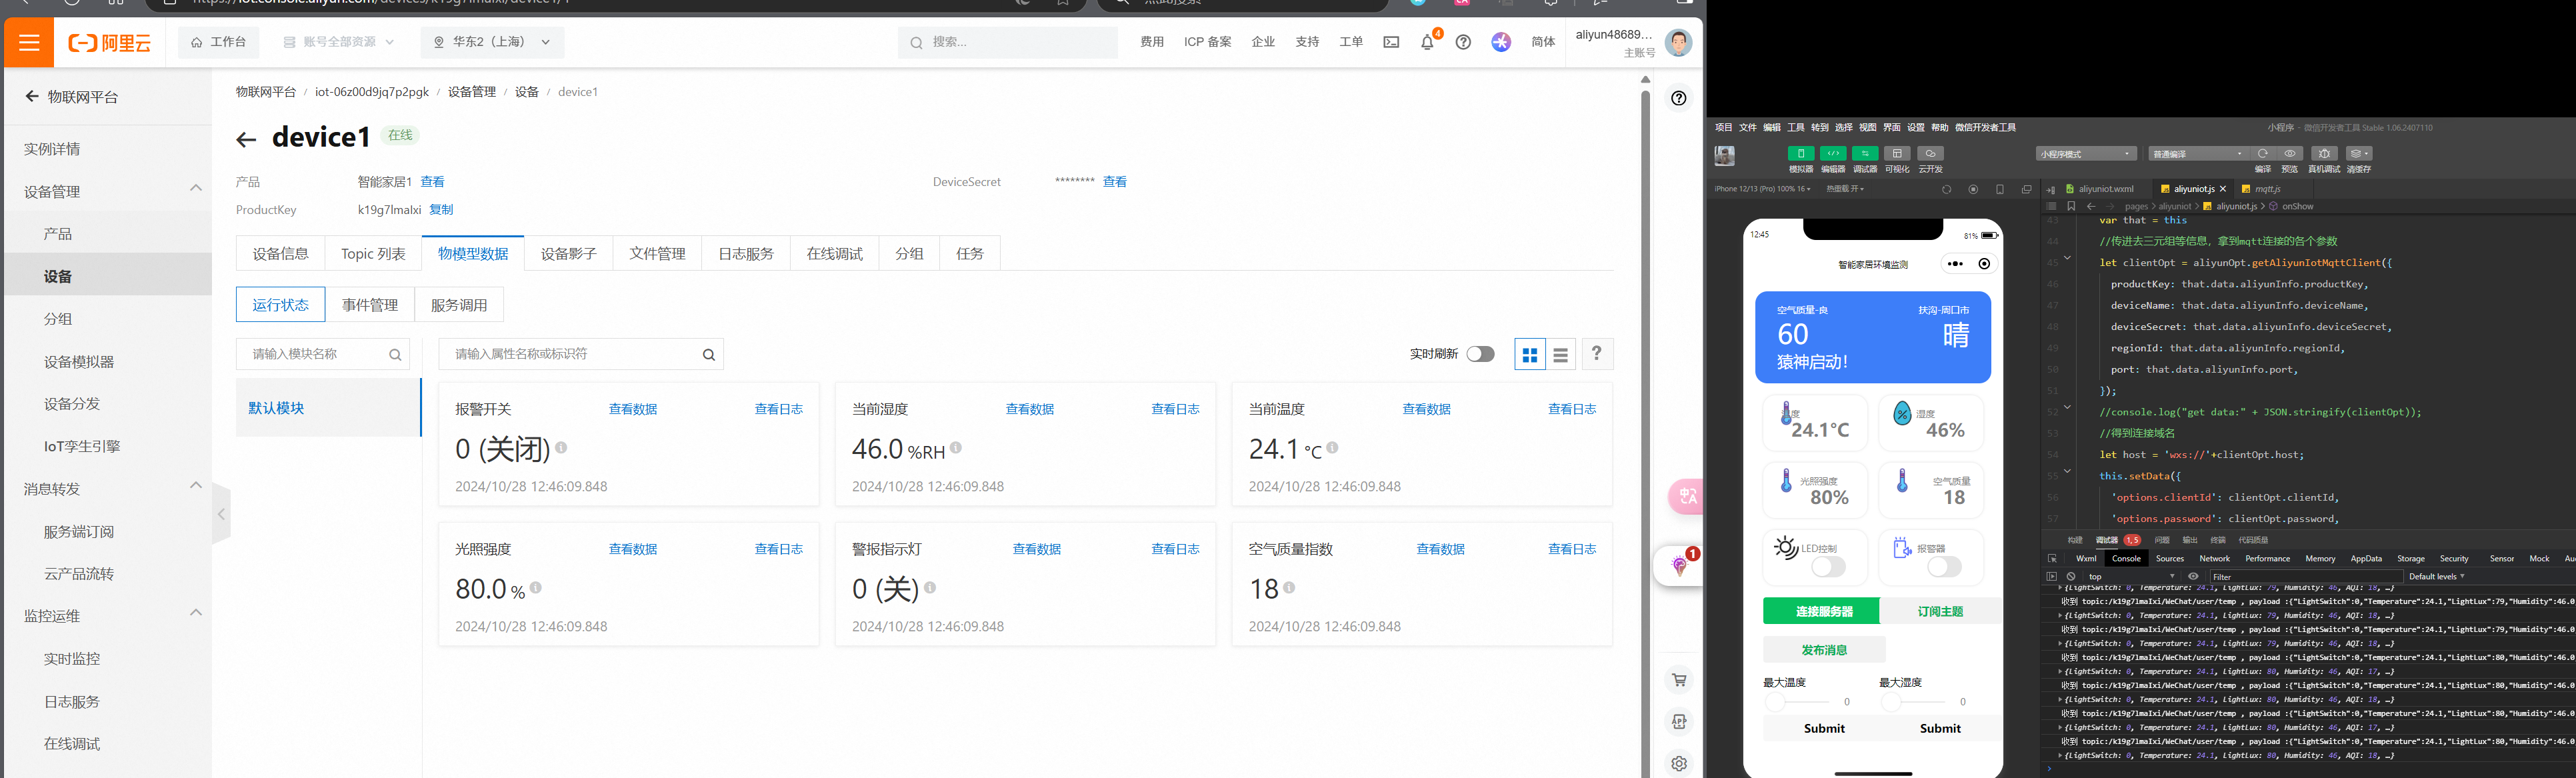 阿里云
工作台
账号全部资源
华东2（上海）
搜索...
费用
ICP 备案
企业
支持
工单
4
简体
aliyun48689...
主账号
物联网平台
实例详情
设备管理
产品
设备
分组
设备模拟器
设备分发
IoT孪生引擎
消息转发
服务端订阅
云产品流转
监控运维
实时监控
日志服务
在线调试
物联网平台 / iot-06z00d9jq7p2pgk / 设备管理 / 设备 / device1
device1 在线
产品 智能家居1 查看
DeviceSecret ******** 查看
ProductKey k19g7lmaIxi 复制
设备信息 Topic 列表 物模型数据 设备影子 文件管理 日志服务 在线调试 分组 任务
运行状态 事件管理 服务调用
请输入模块名称
请输入属性名称或标识符
实时刷新
?
默认模块
报警开关 查看数据 查看日志
0 (关闭)
2024/10/28 12:46:09.848
当前湿度 查看数据 查看日志
46.0 %RH
2024/10/28 12:46:09.848
当前温度 查看数据 查看日志
24.1 °C
2024/10/28 12:46:09.848
光照强度 查看数据 查看日志
80.0 %
2024/10/28 12:46:09.848
警报指示灯 查看数据 查看日志
0 (关)
2024/10/28 12:46:09.848
空气质量指数 查看数据 查看日志
18
2024/10/28 12:46:09.848
1
项目 文件 编辑 工具 转到 选择 视图 界面 设置 帮助 微信开发者工具
小程序 - 微信开发者工具 Stable 1.06.2407110
模拟器 编辑器 调试器 可视化 云开发
小程序模式
普通编译
编译 预览 真机调试 清缓存
iPhone 12/13 (Pro) 100% 16
热重载 开
aliyuniot.wxml
aliyuniot.js
mqtt.js
pages > aliyuniot > aliyuniot.js > onShow
12:45
81%
智能家居环境监测
空气质量-良
扶沟-周口市
60
晴
猿神启动!
24.1°C
湿度
46%
光照强度
80%
空气质量
18
LED控制
报警器
连接服务器
订阅主题
发布消息
最大温度
0
最大湿度
0
Submit
Submit
43 var that = this
44 //传进去三元组等信息，拿到mqtt连接的各个参数
45 let clientOpt = aliyunOpt.getAliyunIotMqttClient({
46 productKey: that.data.aliyunInfo.productKey,
47 deviceName: that.data.aliyunInfo.deviceName,
48 deviceSecret: that.data.aliyunInfo.deviceSecret,
49 regionId: that.data.aliyunInfo.regionId,
50 port: that.data.aliyunInfo.port,
51 });
52 //console.log("get data:" + JSON.stringify(clientOpt));
53 //得到连接域名
54 let host = 'wxs://'+clientOpt.host;
55 this.setData({
56 'options.clientId': clientOpt.clientId,
57 'options.password': clientOpt.password,
构建 调试器 1, 5 问题 输出 终端 代码质量
Wxml Console Sources Network Performance Memory AppData Storage Security Sensor Mock
top
Filter
Default levels
{LightSwitch: 0, Temperature: 24.1, LightLux: 79, Humidity: 46, AQI: 18, …}
收到 topic:/k19g7lmaIxi/WeChat/user/temp , payload :{"LightSwitch":0,"Temperature":24.1,"LightLux":79,"Humidity":46.0
{LightSwitch: 0, Temperature: 24.1, LightLux: 79, Humidity: 46, AQI: 18, …}
收到 topic:/k19g7lmaIxi/WeChat/user/temp , payload :{"LightSwitch":0,"Temperature":24.1,"LightLux":79,"Humidity":46.0
{LightSwitch: 0, Temperature: 24.1, LightLux: 79, Humidity: 46, AQI: 18, …}
收到 topic:/k19g7lmaIxi/WeChat/user/temp , payload :{"LightSwitch":0,"Temperature":24.1,"LightLux":80,"Humidity":46.0
{LightSwitch: 0, Temperature: 24.1, LightLux: 80, Humidity: 46, AQI: 17, …}
收到 topic:/k19g7lmaIxi/WeChat/user/temp , payload :{"LightSwitch":0,"Temperature":24.1,"LightLux":80,"Humidity":46.0
{LightSwitch: 0, Temperature: 24.1, LightLux: 80, Humidity: 46, AQI: 18, …}
收到 topic:/k19g7lmaIxi/WeChat/user/temp , payload :{"LightSwitch":0,"Temperature":24.1,"LightLux":80,"Humidity":46.0
{LightSwitch: 0, Temperature: 24.1, LightLux: 80, Humidity: 46, AQI: 17, …}
收到 topic:/k19g7lmaIxi/WeChat/user/temp , payload :{"LightSwitch":0,"Temperature":24.1,"LightLux":80,"Humidity":46.0
{LightSwitch: 0, Temperature: 24.1, LightLux: 80, Humidity: 46, AQI: 18, …}